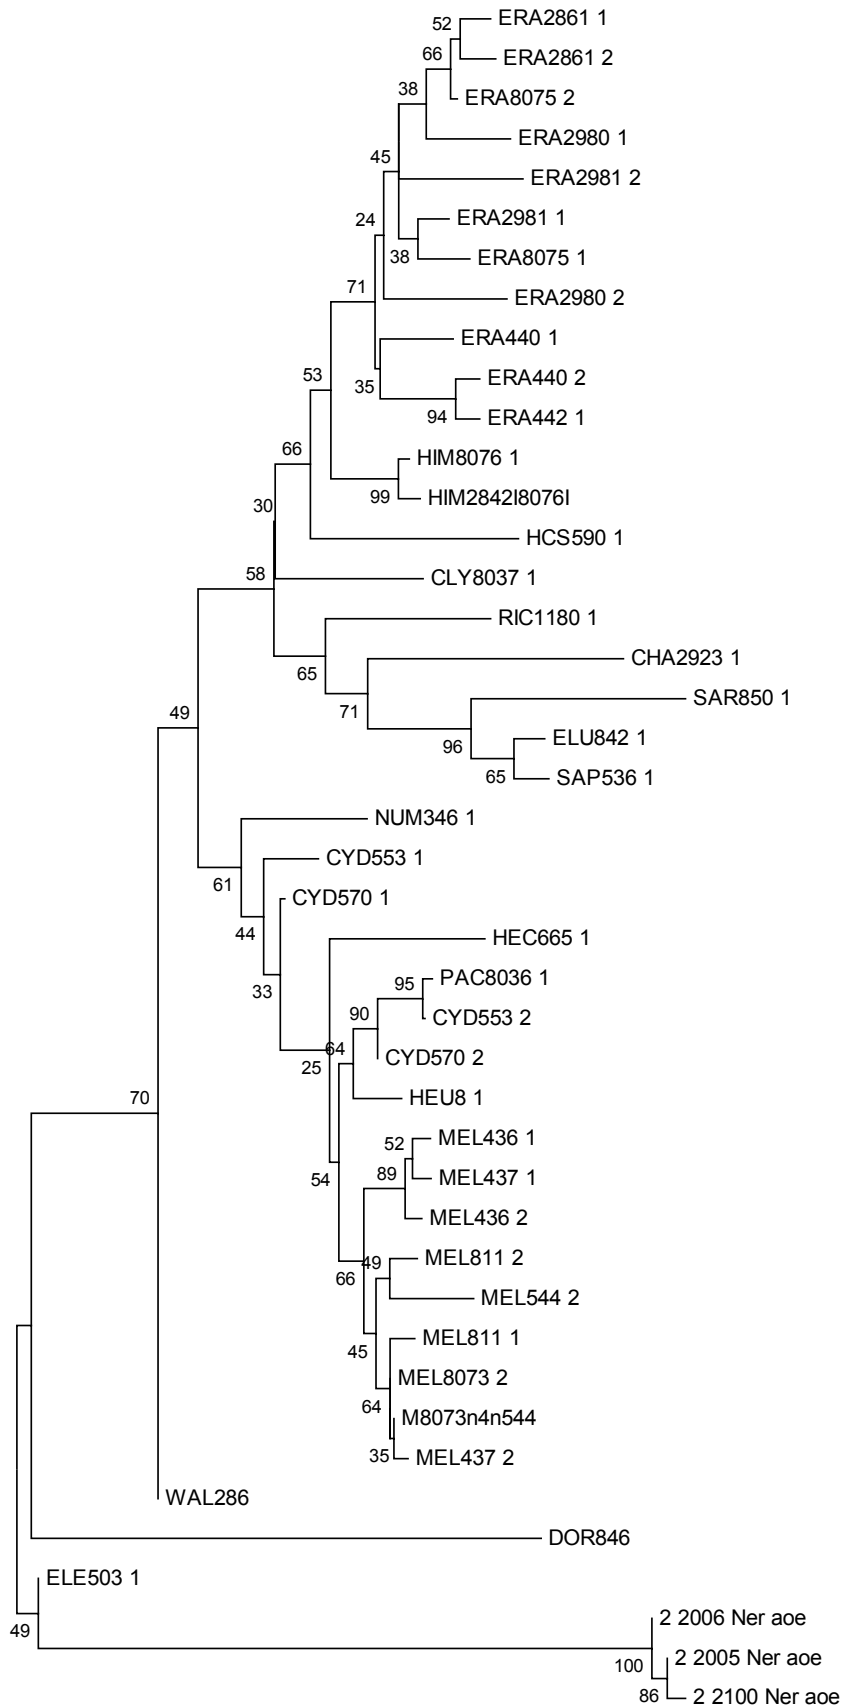 ERA2861 1
52
ERA2861 2
66
ERA8075 2
38
ERA2980 1
45
ERA2981 2
ERA2981 1
24
ERA8075 1
38
71
ERA2980 2
ERA440 1
53
ERA440 2
35
ERA442 1
94
66
HIM8076 1
HIM2842I8076I
99
30
HCS590 1
58
CLY8037 1
RIC1180 1
65
CHA2923 1
49
71
SAR850 1
ELU842 1
96
SAP536 1
65
NUM346 1
CYD553 1
61
CYD570 1
44
HEC665 1
PAC8036 1
95
33
CYD553 2
90
64
CYD570 2
25
HEU8 1
70
MEL436 1
52
MEL437 1
89
54
MEL436 2
MEL811 2
49
66
MEL544 2
MEL811 1
45
MEL8073 2
64
M8073n4n544
MEL437 2
35
WAL286
DOR846
ELE503 1
2 2006 Ner aoe
49
2 2005 Ner aoe
100
2 2100 Ner aoe
86